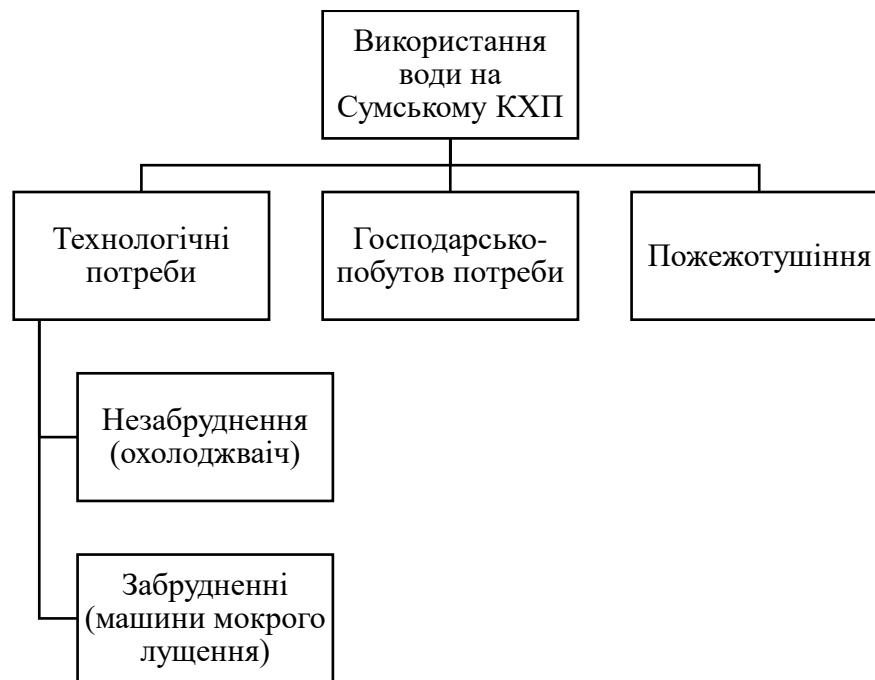 Використання
води на
Сумському КХП
Технологічні
потреби
Господарсько-
побутов потреби
Пожежотушіння
Незабруднення
(охолоджваіч)
Забрудненні
(машини мокрого
лущення)